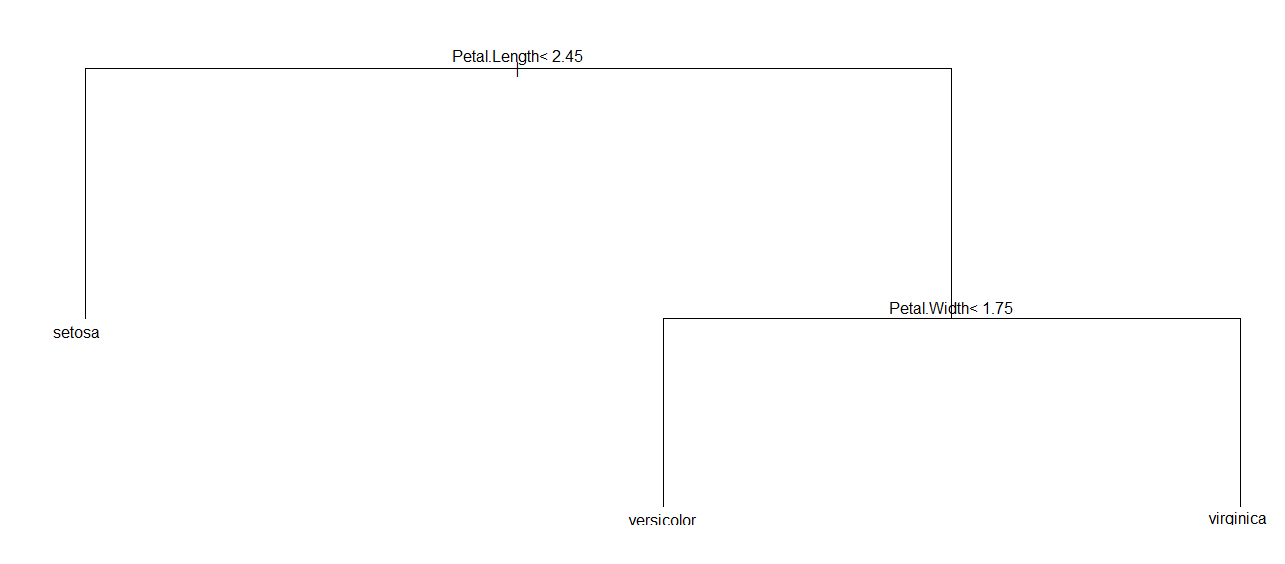 Petal.Length< 2.45
Petal.Width< 1.75
setosa
versicolor
virginica